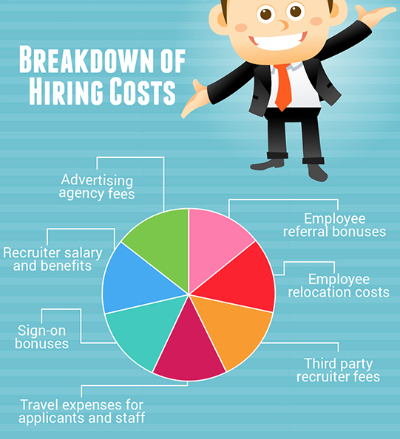 BREAKDOWN OF
HIRING COSTS
Advertising
agency fees
Employee
referral bonuses
Recruiter salary
and benefits
Employee
relocation costs
Sign-on
bonuses
Third party
recruiter fees
Travel expenses for
applicants and staff